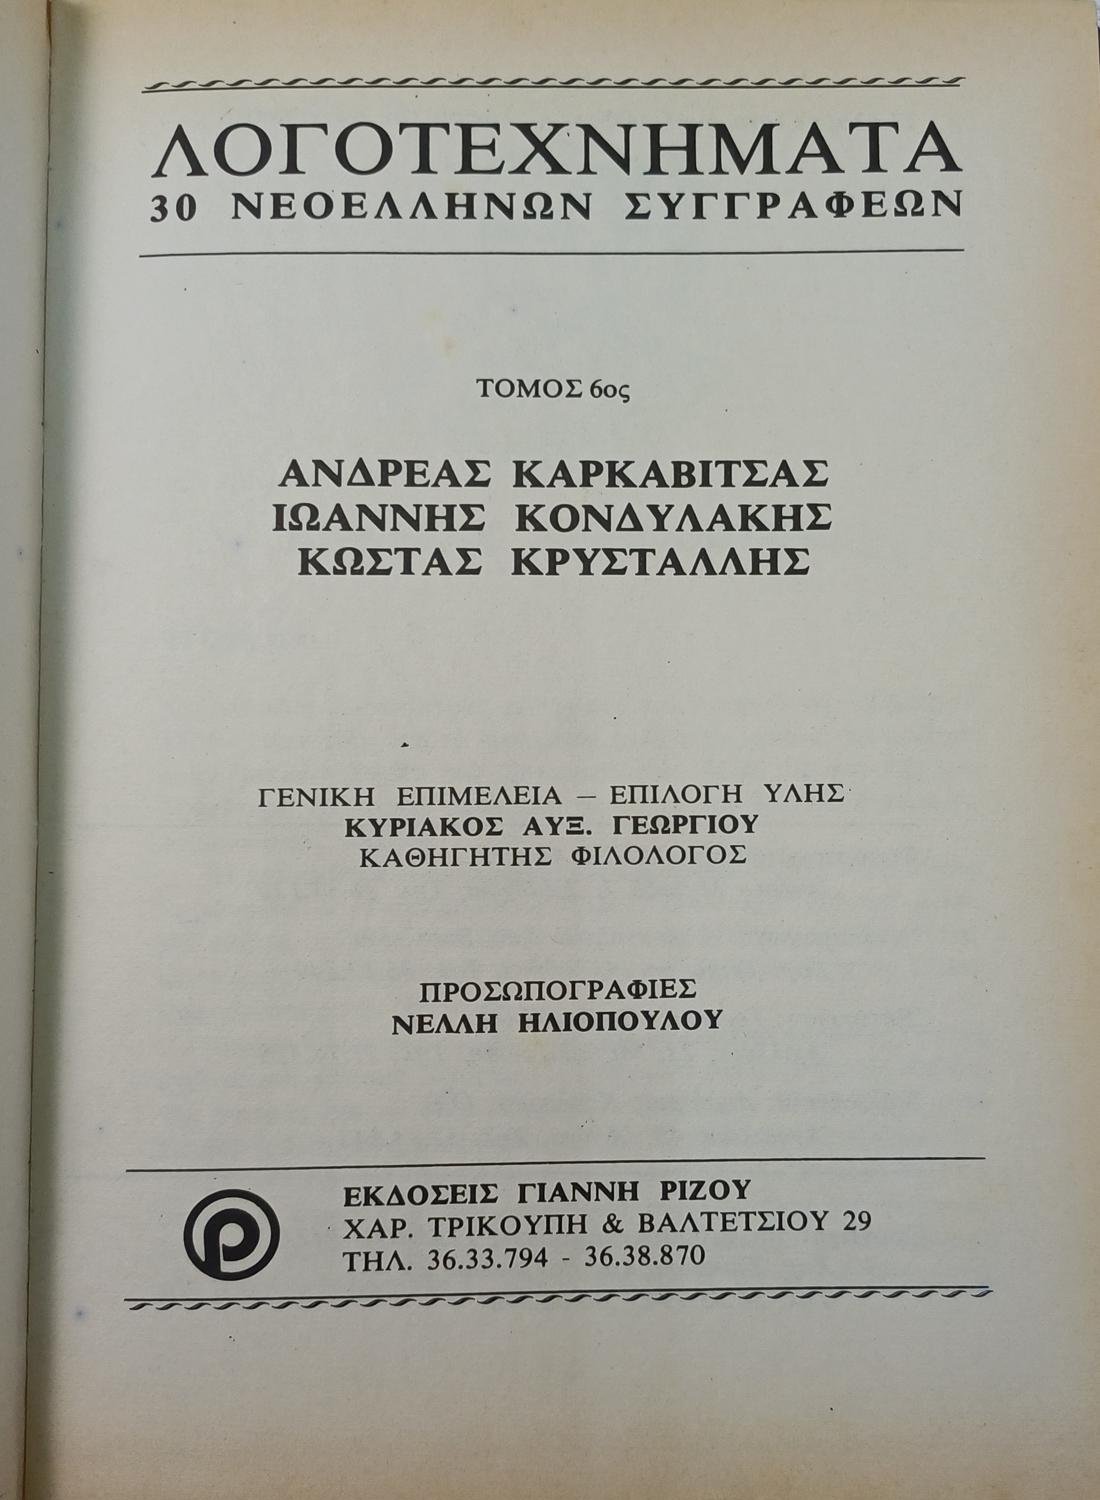 ΛΟΓΟΤΕΧΝΗΜΑΤΑ
30 ΝΕΟΕΛΛΗΝΩΝ ΣΥΓΓΡΑΦΕΩΝ
ΤΟΜΟΣ 6ος
ΑΝΔΡΕΑΣ ΚΑΡΚΑΒΙΤΣΑΣ
ΙΩΑΝΝΗΣ ΚΟΝΔΥΛΑΚΗΣ
ΚΩΣΤΑΣ ΚΡΥΣΤΑΛΛΗΣ
ΓΕΝΙΚΗ ΕΠΙΜΕΛΕΙΑ – ΕΠΙΛΟΓΗ ΥΛΗΣ
ΚΥΡΙΑΚΟΣ ΑΥΞ. ΓΕΩΡΓΙΟΥ
ΚΑΘΗΓΗΤΗΣ ΦΙΛΟΛΟΓΟΣ
ΠΡΟΣΩΠΟΓΡΑΦΙΕΣ
ΝΕΛΛΗ ΗΛΙΟΠΟΥΛΟΥ
ΕΚΔΟΣΕΙΣ ΓΙΑΝΝΗ ΡΙΖΟΥ
ΧΑΡ. ΤΡΙΚΟΥΠΗ & ΒΑΛΤΕΤΣΙΟΥ 29
ΤΗΛ. 36.33.794 - 36.38.870